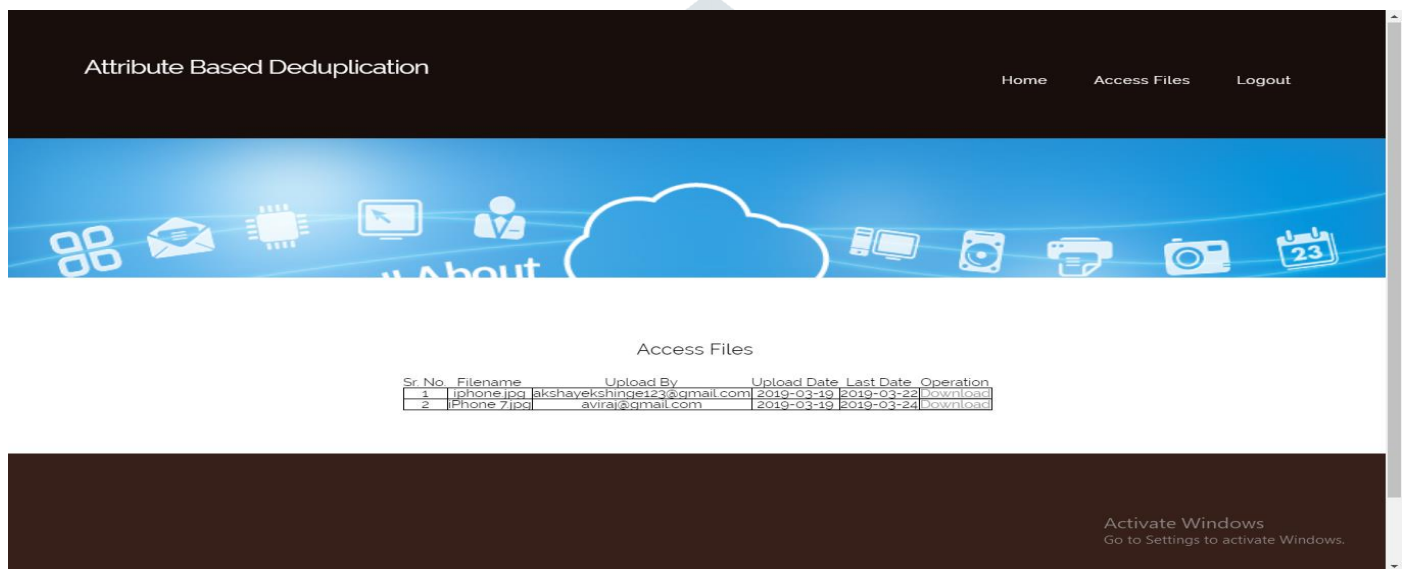 Attribute Based Deduplication
Home Access Files Logout
About
23
Access Files
Sr. No. Filename Upload By Upload Date Last Date Operation
1 iphone.jpg akshayekshinge123@gmail.com 2019-03-19 2019-03-22 Download
2 iPhone 7.jpg aviraj@gmail.com 2019-03-19 2019-03-24 Download
Activate Windows
Go to Settings to activate Windows.